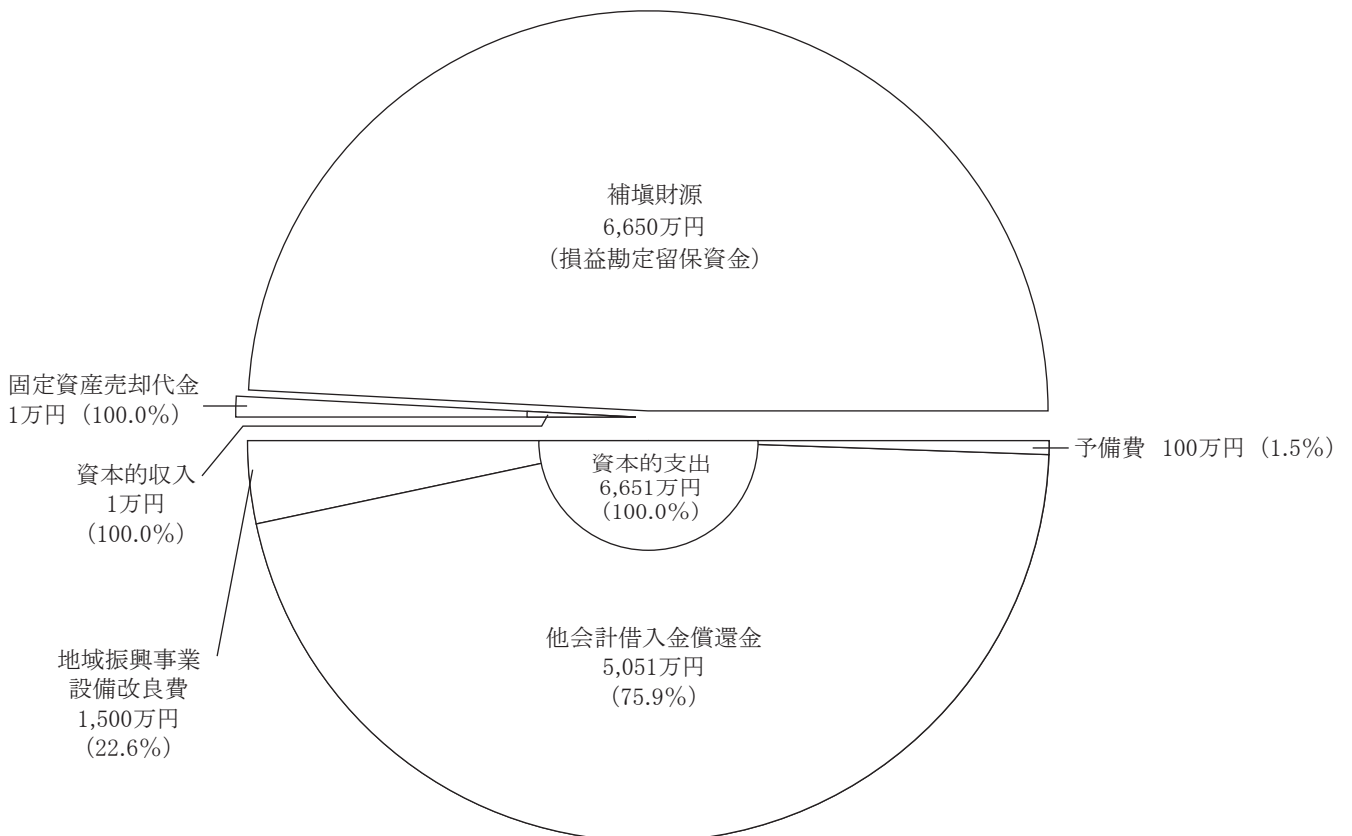 補塡財源
6,650万円
（損益勘定留保資金）
固定資産売却代金
1万円（100.0％）
資本的収入
1万円
（100.0％）
資本的支出
6,651万円
（100.0％）
予備費 100万円（1.5％）
地域振興事業
設備改良費
1,500万円
（22.6％）
他会計借入金償還金
5,051万円
（75.9％）